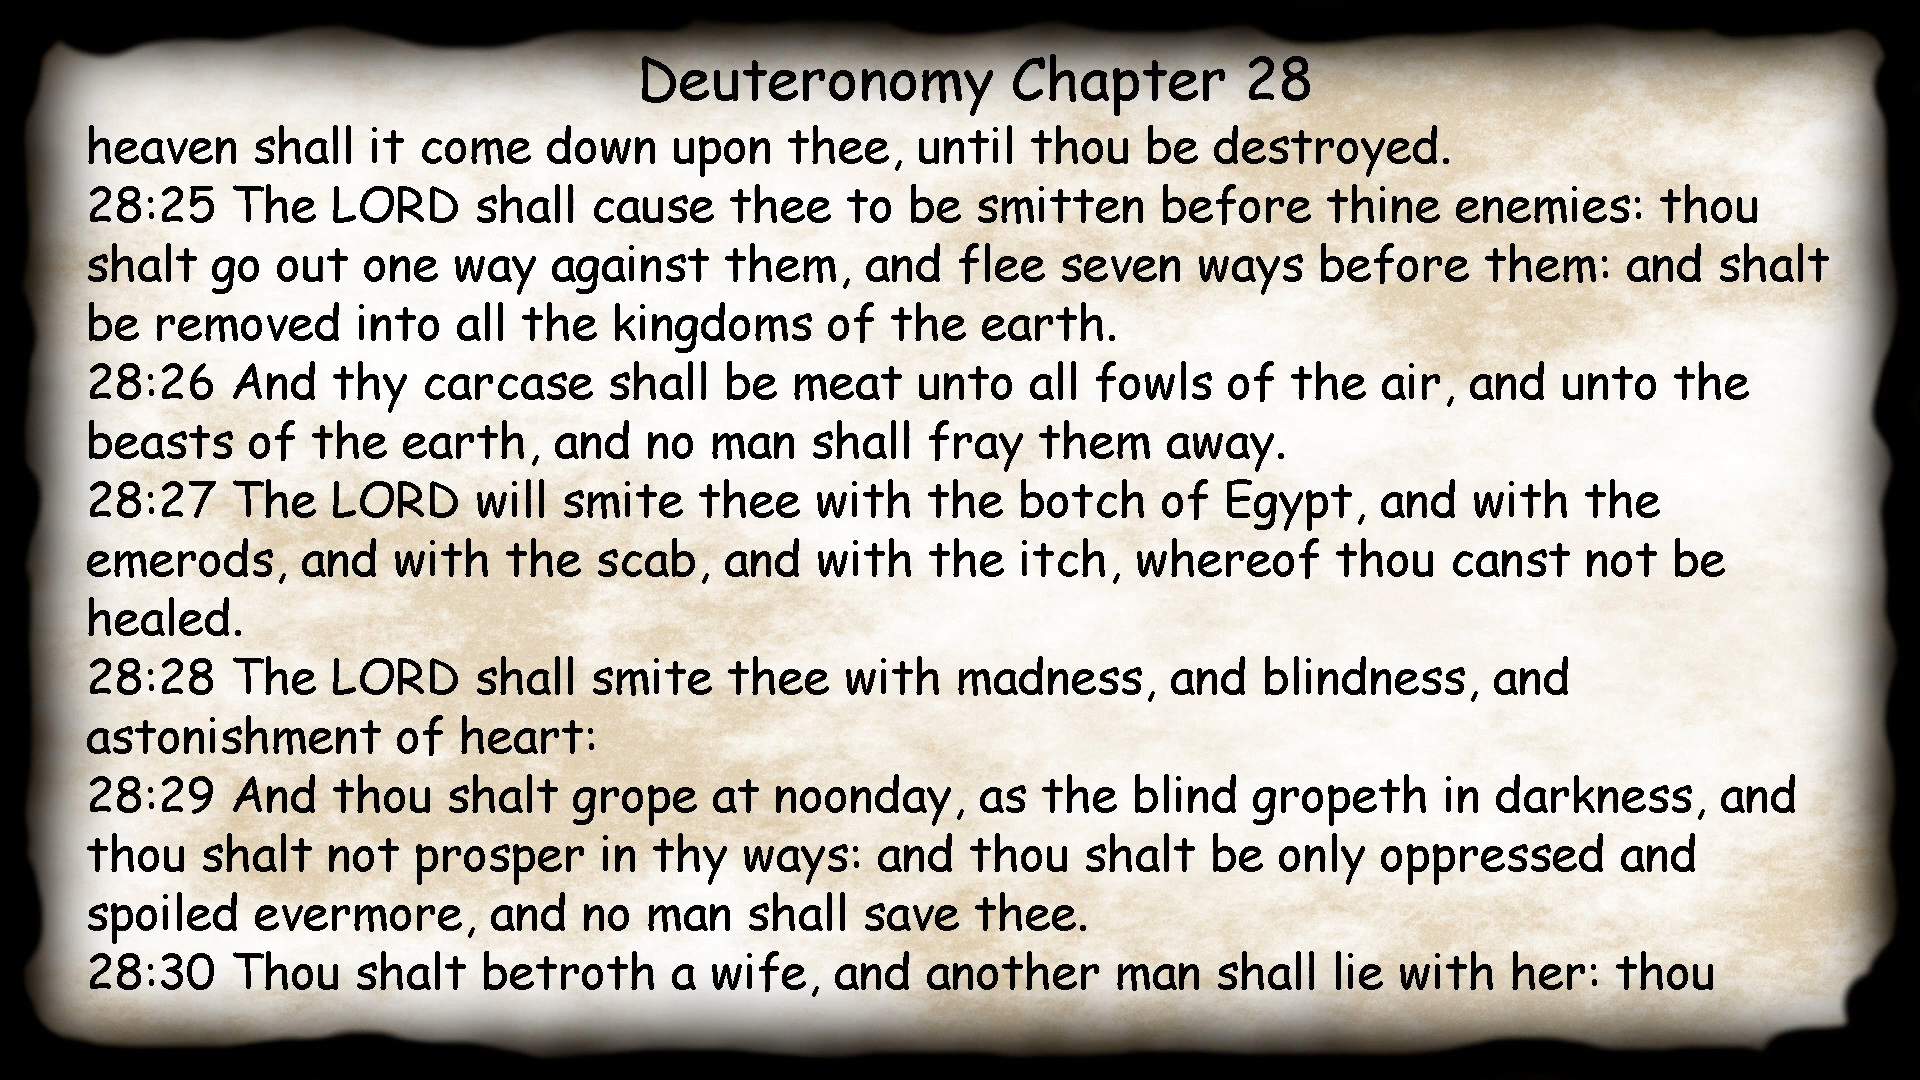 Deuteronomy Chapter 28
heaven shall it come down upon thee, until thou be destroyed.
28:25 The LORD shall cause thee to be smitten before thine enemies: thou
shalt go out one way against them, and flee seven ways before them: and shalt
be removed into all the kingdoms of the earth.
28:26 And thy carcase shall be meat unto all fowls of the air, and unto the
beasts of the earth, and no man shall fray them away.
28:27 The LORD will smite thee with the botch of Egypt, and with the
emerods, and with the scab, and with the itch, whereof thou canst not be
healed.
28:28 The LORD shall smite thee with madness, and blindness, and
astonishment of heart:
28:29 And thou shalt grope at noonday, as the blind gropeth in darkness, and
thou shalt not prosper in thy ways: and thou shalt be only oppressed and
spoiled evermore, and no man shall save thee.
28:30 Thou shalt betroth a wife, and another man shall lie with her: thou